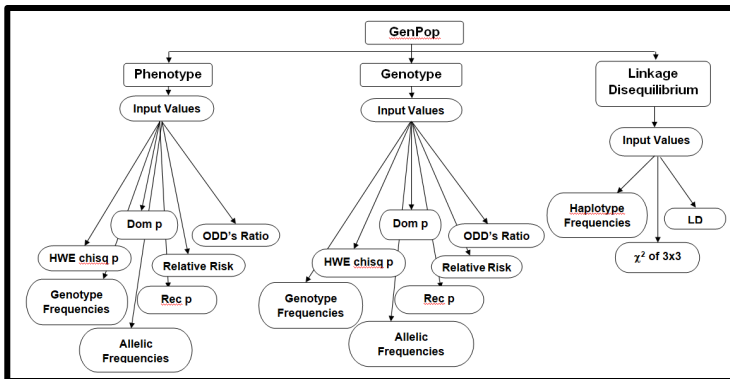 GenPop
Phenotype
Genotype
Linkage
Disequilibrium
Input Values
Input Values
Input Values
Dom p
ODD's Ratio
HWE chisq p
Relative Risk
Genotype
Frequencies
Rec p
Allelic
Frequencies
Dom p
ODD's Ratio
HWE chisq p
Relative Risk
Genotype
Frequencies
Rec p
Allelic
Frequencies
Haplotype
Frequencies
LD
χ² of 3x3